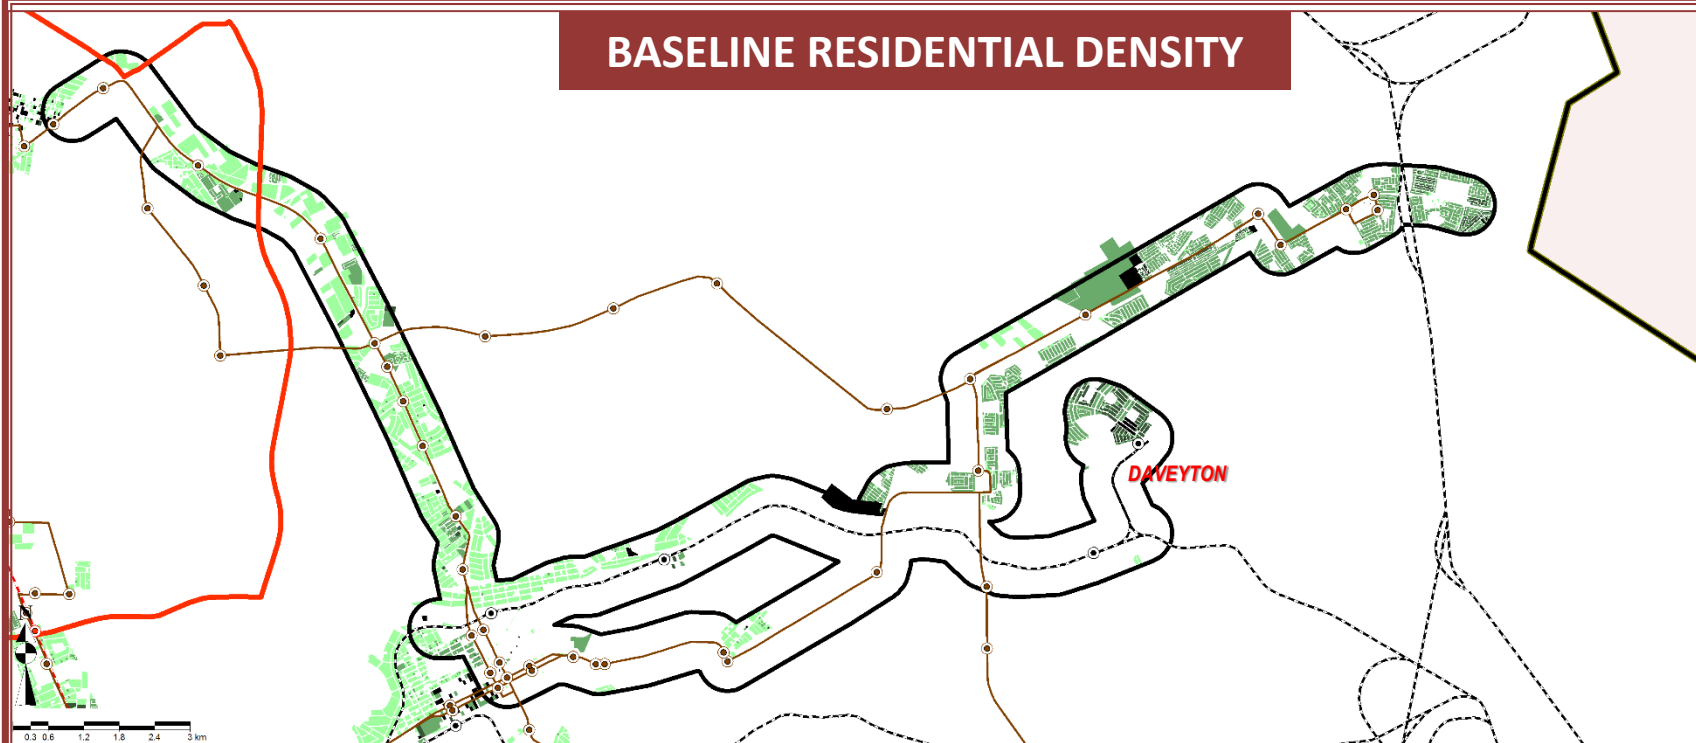 BASELINE RESIDENTIAL DENSITY
DAVEYTON
N
0.3 0.6 1.2 1.8 2.4 3 km